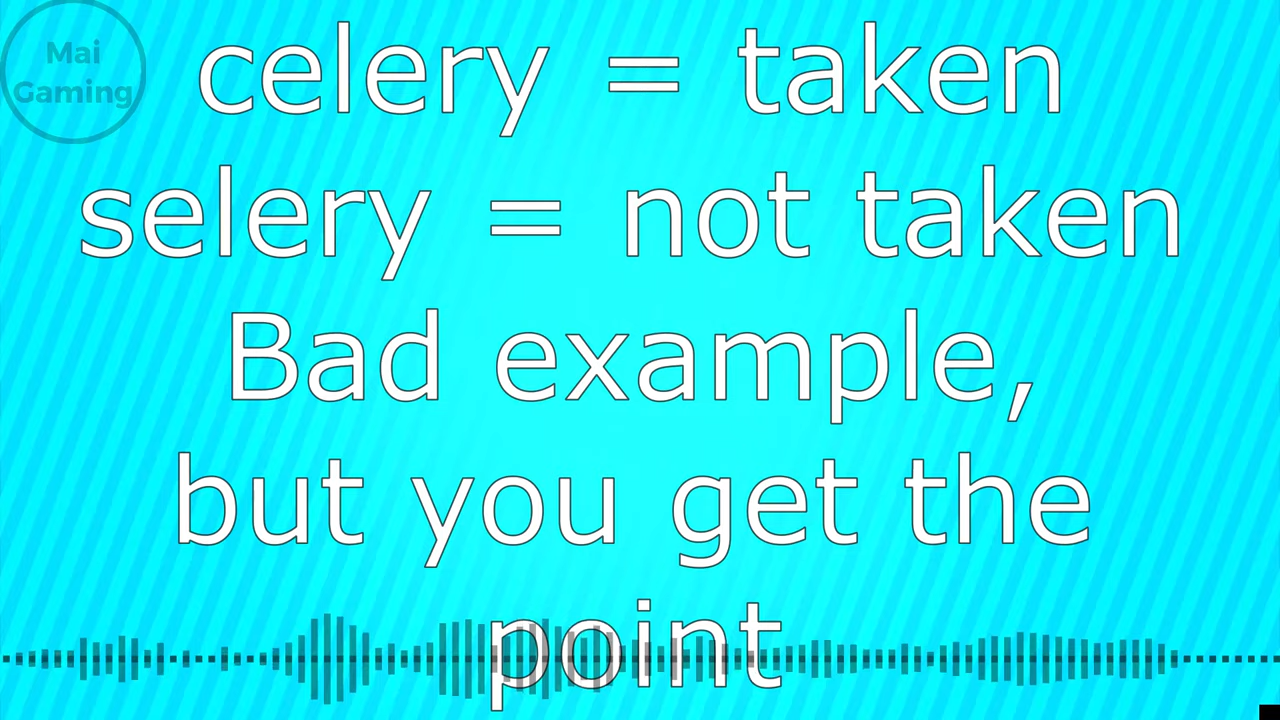 Mai
Gaming
celery = taken
selery = not taken
Bad example,
but you get the
point